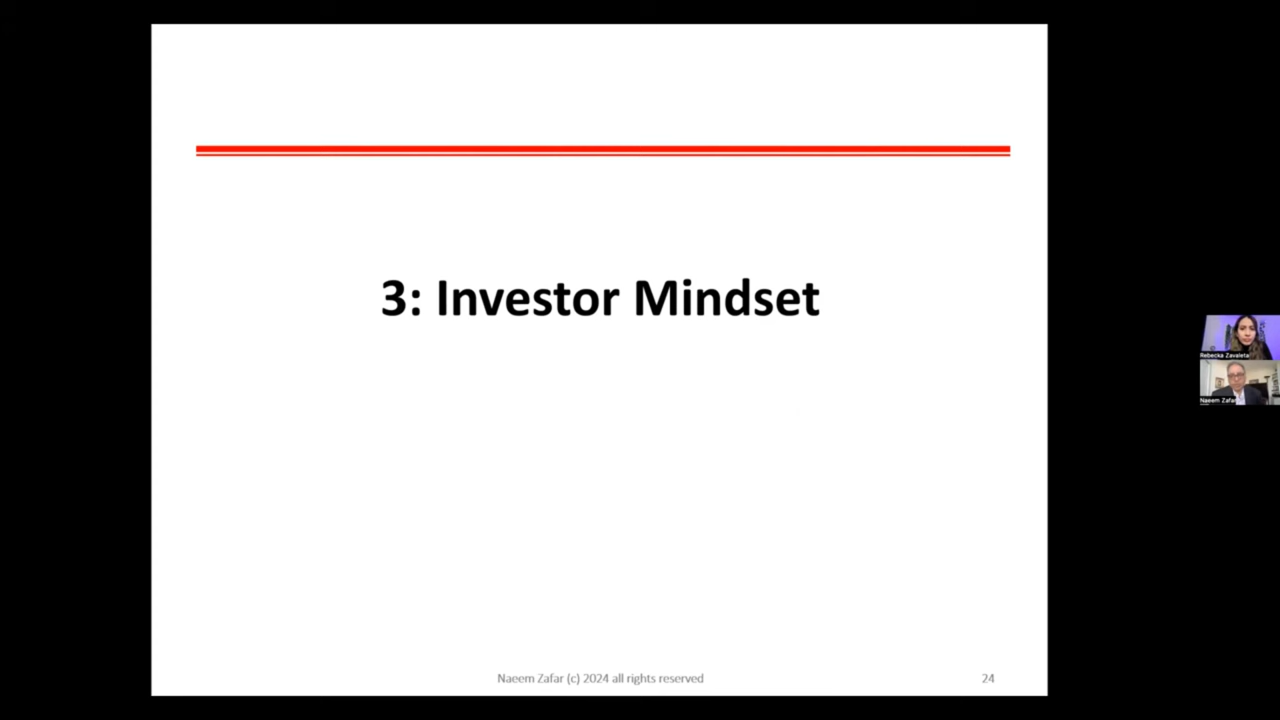 3: Investor Mindset
Rebecka Zavaleta
Naeem Zafar
Naeem Zafar (c) 2024 all rights reserved
24